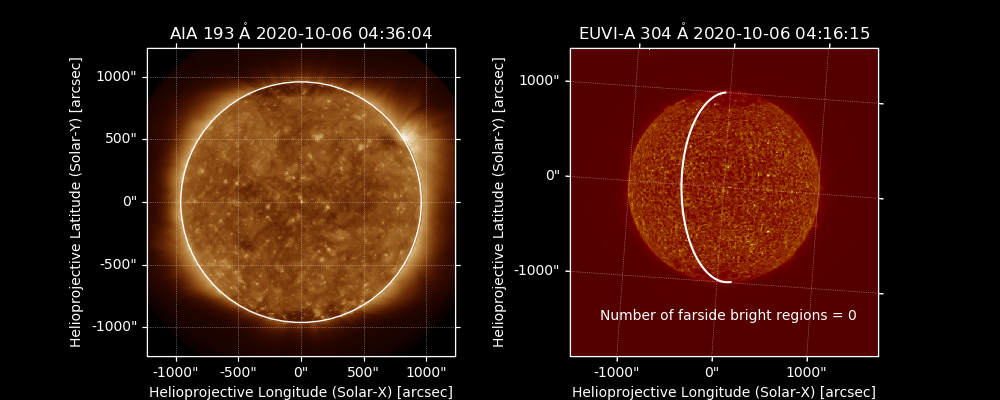 AIA 193 Å 2020-10-06 04:36:04
1000"
500"
0"
-500"
-1000"
-1000"
-500"
0"
500"
1000"
Helioprojective Longitude (Solar-X) [arcsec]
Helioprojective Latitude (Solar-Y) [arcsec]
EUVI-A 304 Å 2020-10-06 04:16:15
1000"
0"
-1000"
Number of farside bright regions = 0
-1000"
0"
1000"
Helioprojective Longitude (Solar-X) [arcsec]
Helioprojective Latitude (Solar-Y) [arcsec]